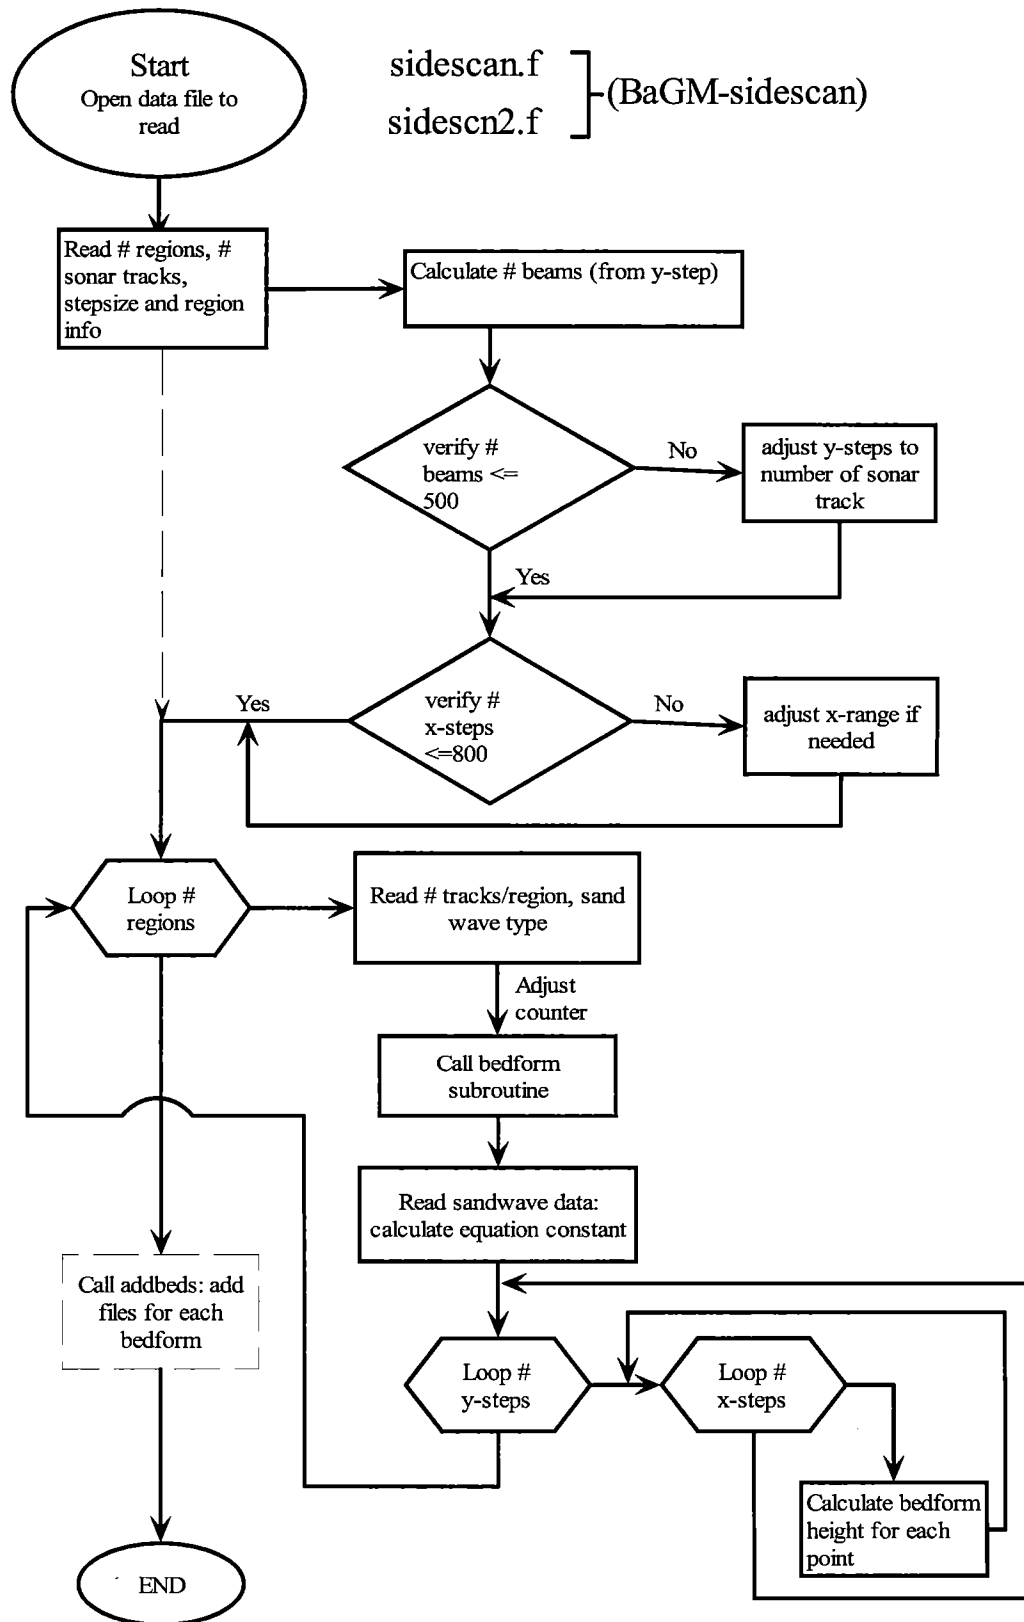 Start
Open data file to
read
sidescan.f
sidescn2.f
(BaGM-sidescan)
Read # regions, #
sonar tracks,
stepsize and region
info
Calculate # beams (from y-step)
verify #
beams <=
500
No
adjust y-steps to
number of sonar
track
Yes
verify #
x-steps
<=800
Yes
No
adjust x-range if
needed
Loop #
regions
Read # tracks/region, sand
wave type
Adjust
counter
Call bedform
subroutine
Read sandwave data:
calculate equation constant
Call addbeds: add
files for each
bedform
Loop #
y-steps
Loop #
x-steps
Calculate bedform
height for each
point
END